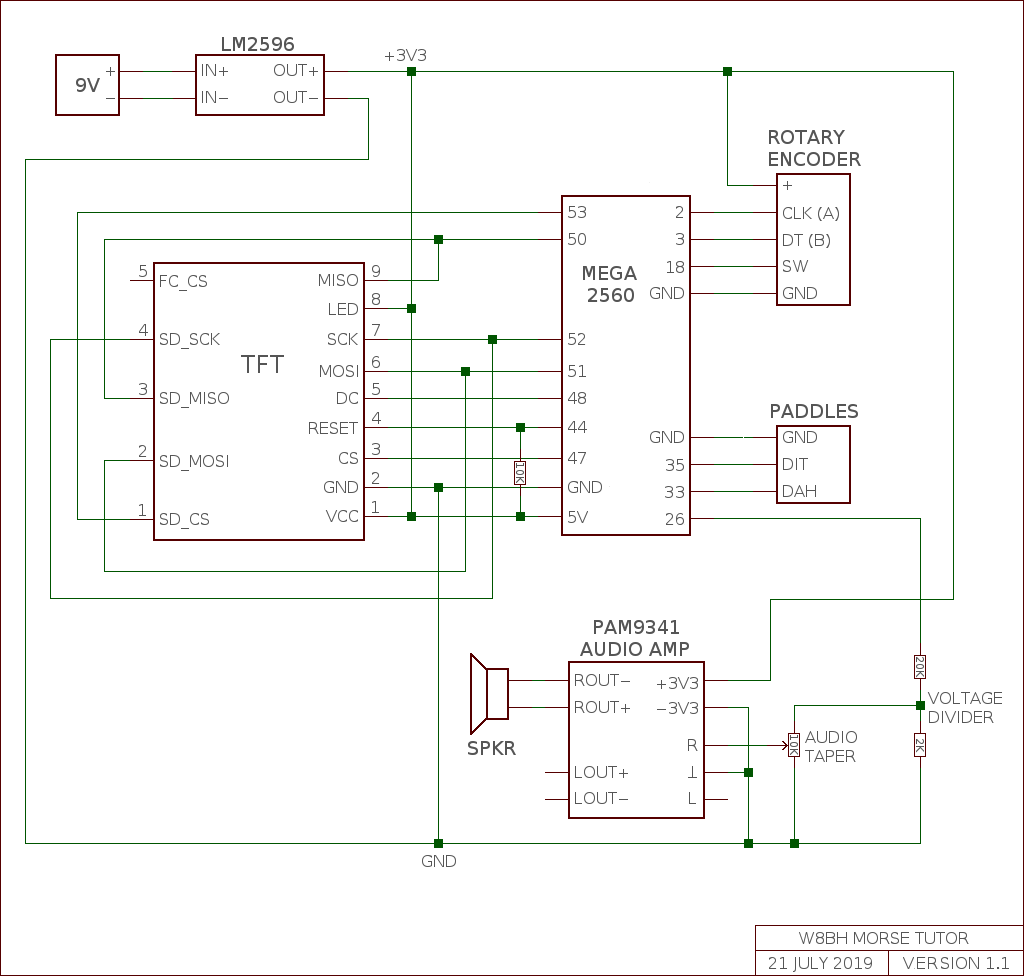 LM2596
+3V3
9V
+
−
IN+
IN−
OUT+
OUT−
ROTARY
ENCODER
+
CLK (A)
DT (B)
SW
GND
53
50
52
51
48
44
47
GND
5V
MEGA
2560
2
3
18
GND
GND
35
33
26
5
4
3
2
1
FC_CS
SD_SCK
SD_MISO
SD_MOSI
SD_CS
TFT
MISO
LED
SCK
MOSI
DC
RESET
CS
GND
VCC
9
8
7
6
5
4
3
2
1
10K
PADDLES
GND
DIT
DAH
PAM9341
AUDIO AMP
ROUT−
ROUT+
LOUT+
LOUT−
+3V3
−3V3
R
⊥
L
SPKR
20K
VOLTAGE
DIVIDER
2K
10K
AUDIO
TAPER
GND
W8BH MORSE TUTOR
21 JULY 2019
VERSION 1.1